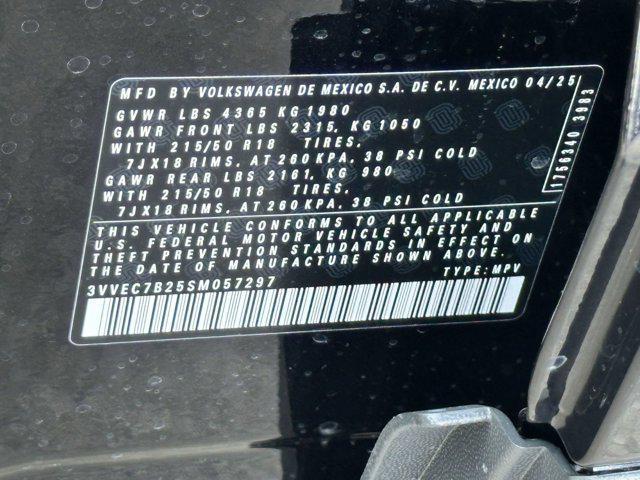 MFD BY VOLKSWAGEN DE MEXICO S.A. DE C.V. MEXICO 04/25
GVWR LBS 4365 KG 1980
GAWR FRONT LBS 2315, KG 1050
WITH 215/50 R18 TIRES.
7JX18 RIMS, AT 260 KPA, 38 PSI COLD
GAWR REAR LBS 2161, KG 980
WITH 215/50 R18 TIRES.
7JX18 RIMS, AT 260 KPA, 38 PSI COLD
THIS VEHICLE CONFORMS TO ALL APPLICABLE
U.S. FEDERAL MOTOR VEHICLE SAFETY AND
THEFT PREVENTION STANDARDS IN EFFECT ON
THE DATE OF MANUFACTURE SHOWN ABOVE.
TYPE: MPV
3VVEC7B25SM057297
1756340 3983